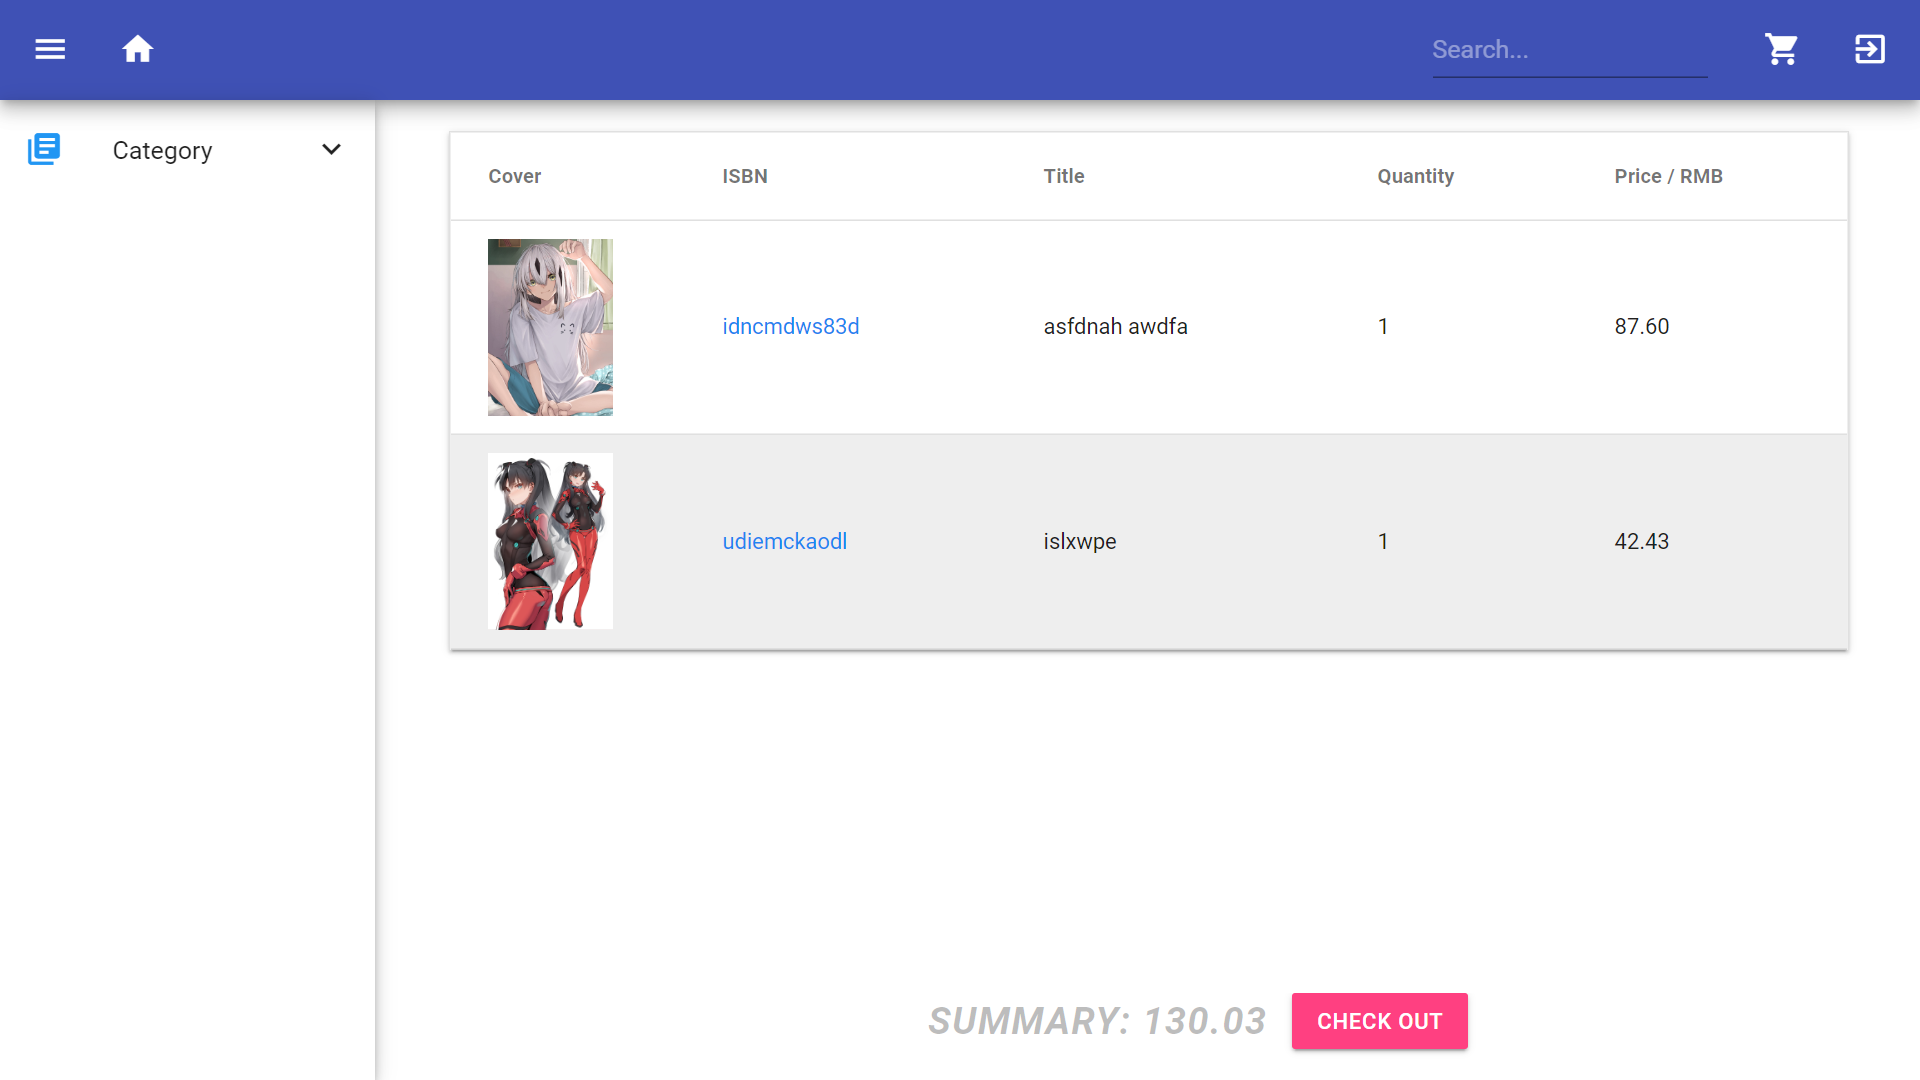 Search...
Category
Cover ISBN Title Quantity Price / RMB
idncmdws83d asfdnah awdfa 1 87.60
udiemckaodl islxwpe 1 42.43
SUMMARY: 130.03 CHECK OUT